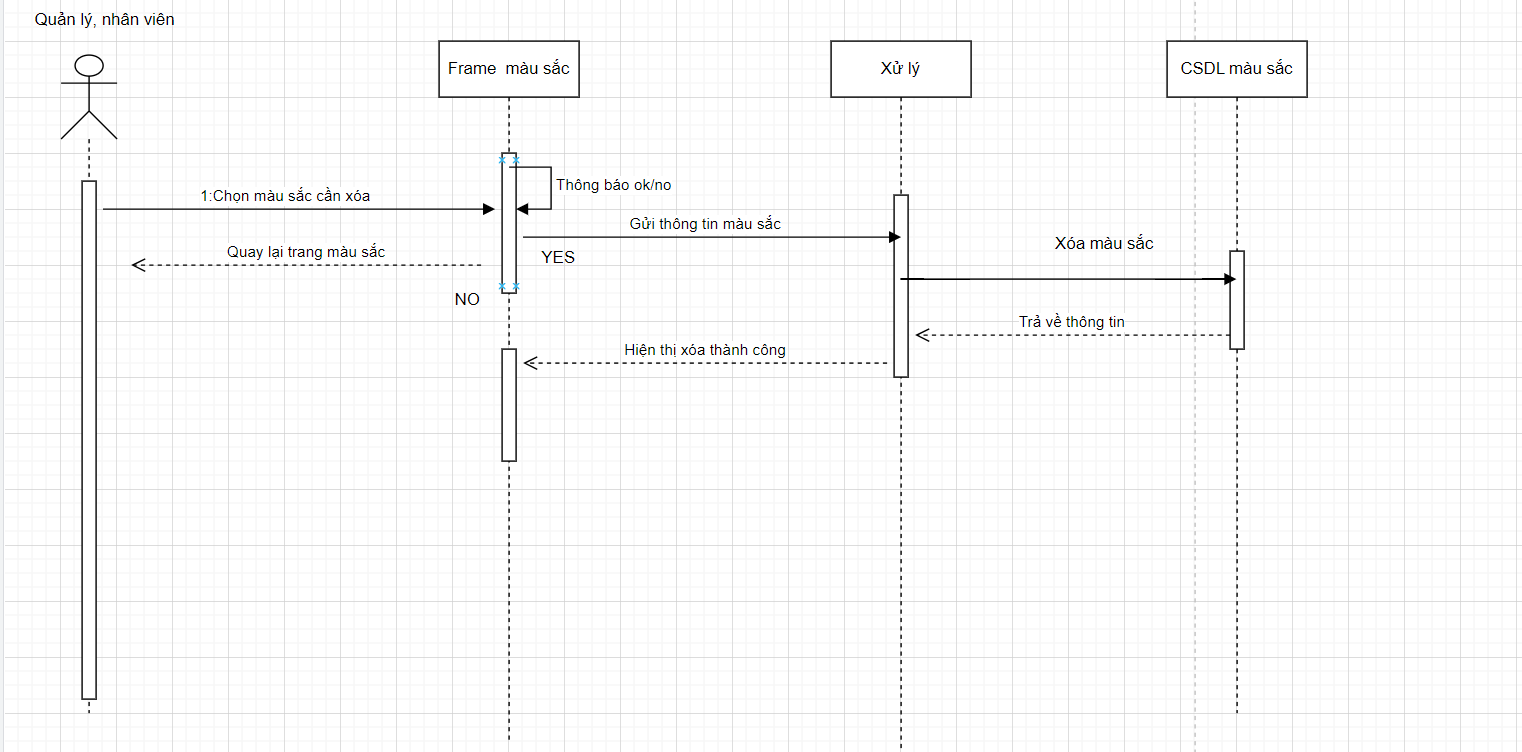 Quản lý, nhân viên
Frame màu sắc
Xử lý
CSDL màu sắc
Thông báo ok/no
1:Chọn màu sắc cần xóa
Gửi thông tin màu sắc
Xóa màu sắc
Quay lại trang màu sắc
YES
NO
Trả về thông tin
Hiện thị xóa thành công